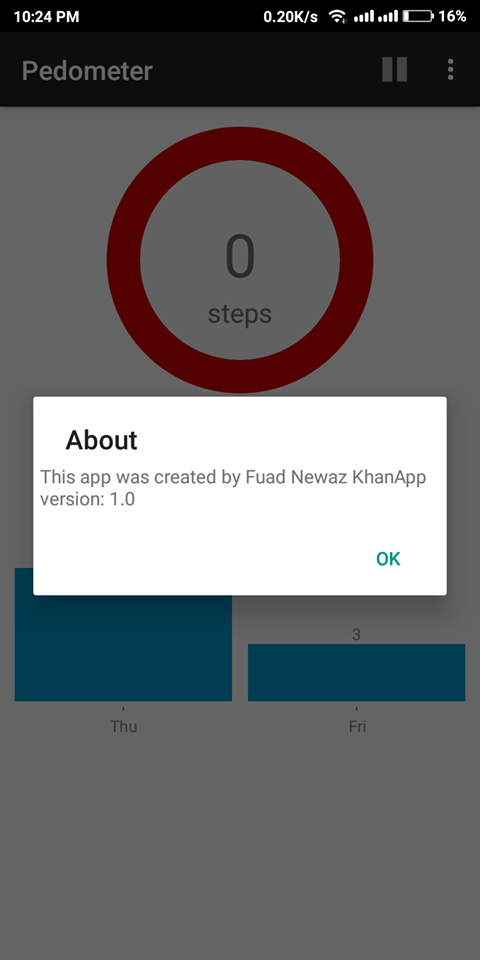 10:24 PM 0.20K/s 16%
Pedometer
0
steps
About
This app was created by Fuad Newaz KhanApp
version: 1.0
OK
3
Thu Fri